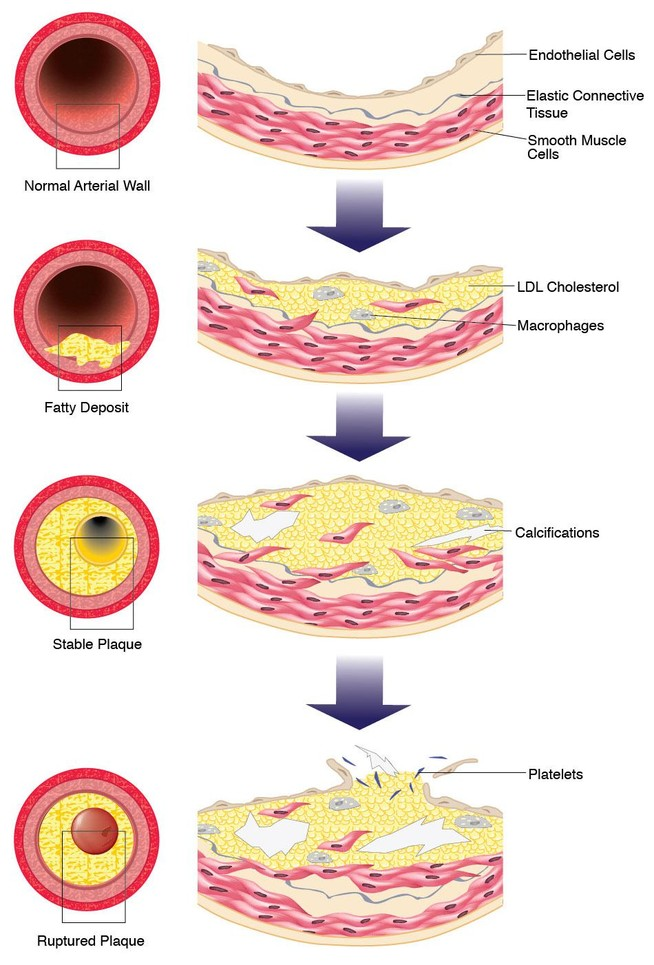 Endothelial Cells
Elastic Connective
Tissue
Smooth Muscle
Cells
Normal Arterial Wall
LDL Cholesterol
Macrophages
Fatty Deposit
Calcifications
Stable Plaque
Platelets
Ruptured Plaque